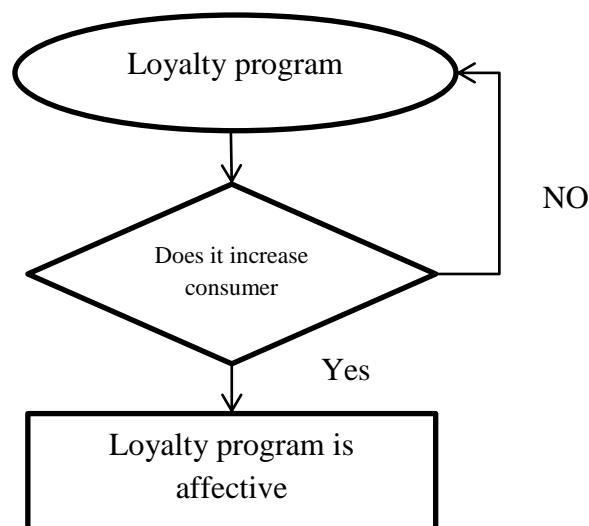 Loyalty program
NO
Does it increase
consumer
Yes
Loyalty program is
affective